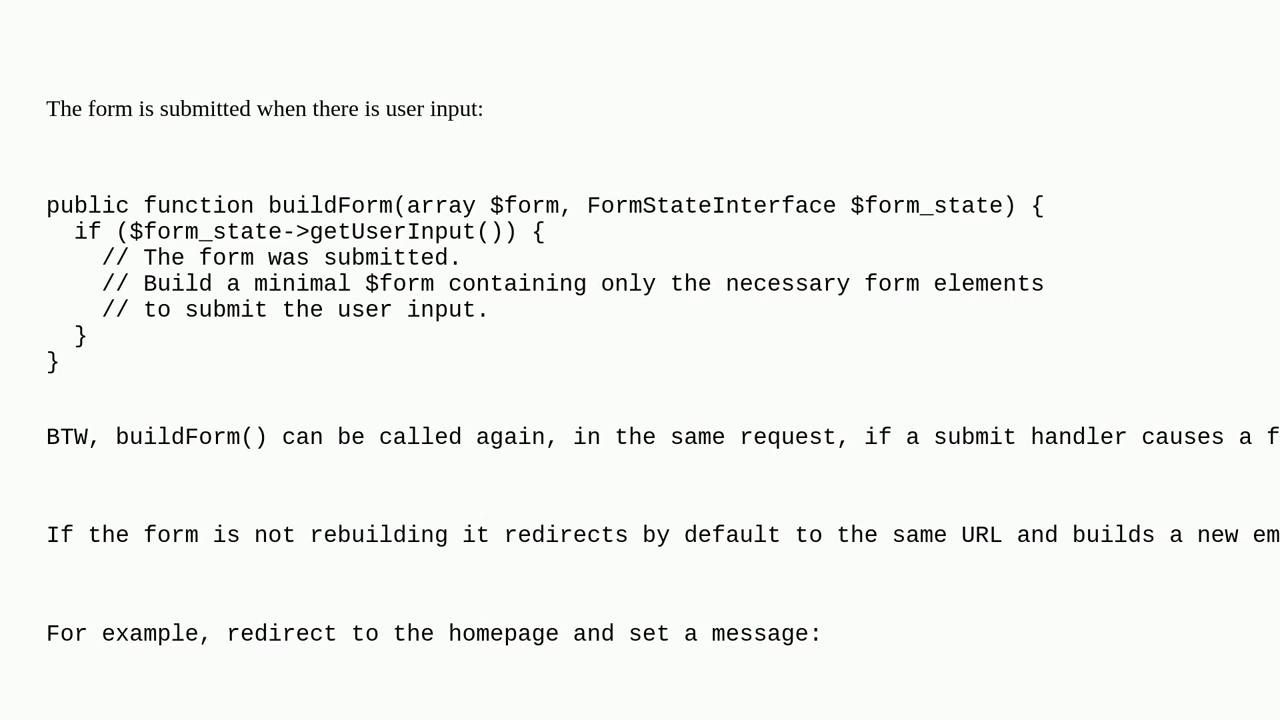 The form is submitted when there is user input:
public function buildForm(array $form, FormStateInterface $form_state) {
  if ($form_state->getUserInput()) {
    // The form was submitted.
    // Build a minimal $form containing only the necessary form elements
    // to submit the user input.
  }
}
BTW, buildForm() can be called again, in the same request, if a submit handler causes a f
If the form is not rebuilding it redirects by default to the same URL and builds a new em
For example, redirect to the homepage and set a message: